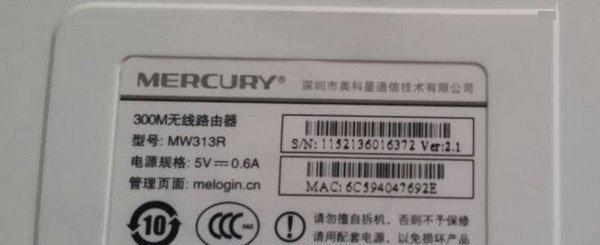 MERCURY® 深圳市美科星通信技术有限公司
300M无线路由器
型号: MW313R
S/N: 1152136016372 Ver:2.1
电源规格: 5V⎓0.6A
管理页面: melogin.cn
MAC: 6C594047692E
10
CCC
S&E
请勿擅自拆机，否则不予保修
请用配套电源，以免损坏产品